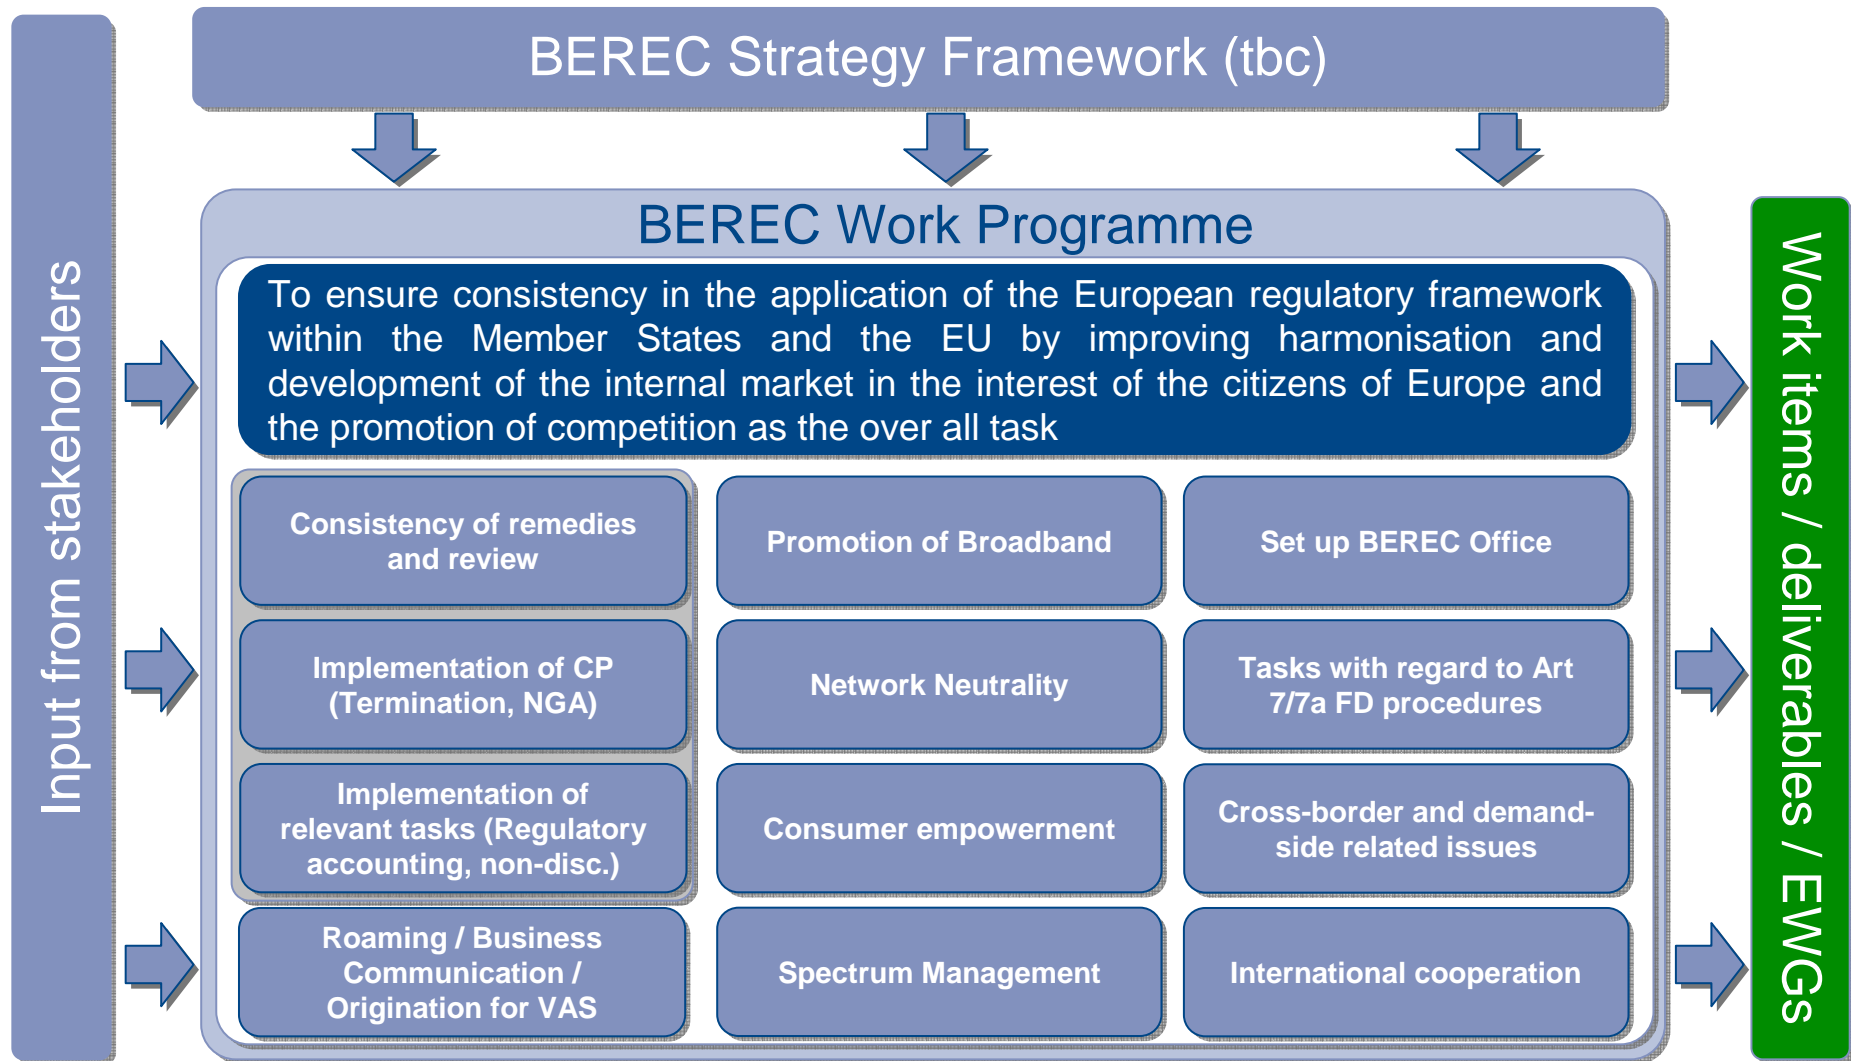 BEREC Strategy Framework (tbc)
Input from stakeholders
BEREC Work Programme
To ensure consistency in the application of the European regulatory framework
within the Member States and the EU by improving harmonisation and
development of the internal market in the interest of the citizens of Europe and
the promotion of competition as the over all task
Consistency of remedies
and review
Promotion of Broadband
Set up BEREC Office
Implementation of CP
(Termination, NGA)
Network Neutrality
Tasks with regard to Art
7/7a FD procedures
Implementation of
relevant tasks (Regulatory
accounting, non-disc.)
Consumer empowerment
Cross-border and demand-
side related issues
Roaming / Business
Communication /
Origination for VAS
Spectrum Management
International cooperation
Work items / deliverables / EWGs